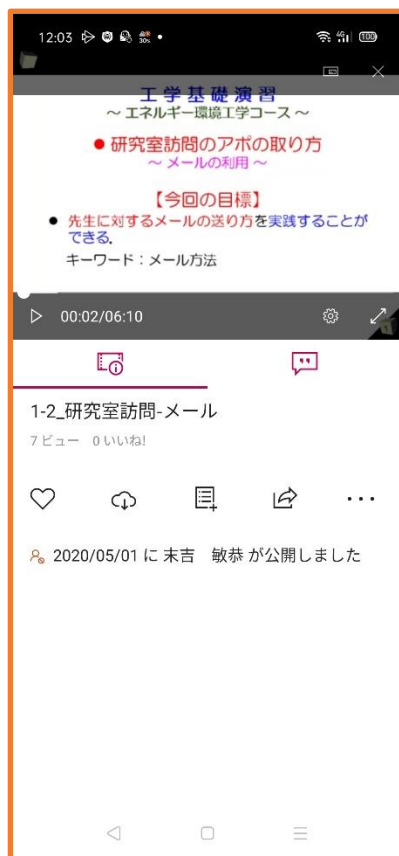 12:03 30% 4G 100
工学基礎演習
～ エネルギー環境工学コース ～
● 研究室訪問のアポの取り方
～ メールの利用 ～
【今回の目標】
● 先生に対するメールの送り方を実践することが
できる.
キーワード：メール方法
00:02/06:10
1-2_研究室訪問-メール
7 ビュー 0 いいね!
2020/05/01 に 末吉　敏恭 が公開しました